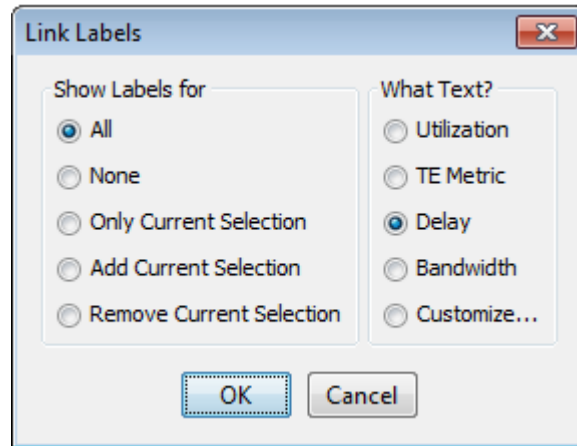 Link Labels
Show Labels for
All
None
Only Current Selection
Add Current Selection
Remove Current Selection
What Text?
Utilization
TE Metric
Delay
Bandwidth
Customize...
OK
Cancel